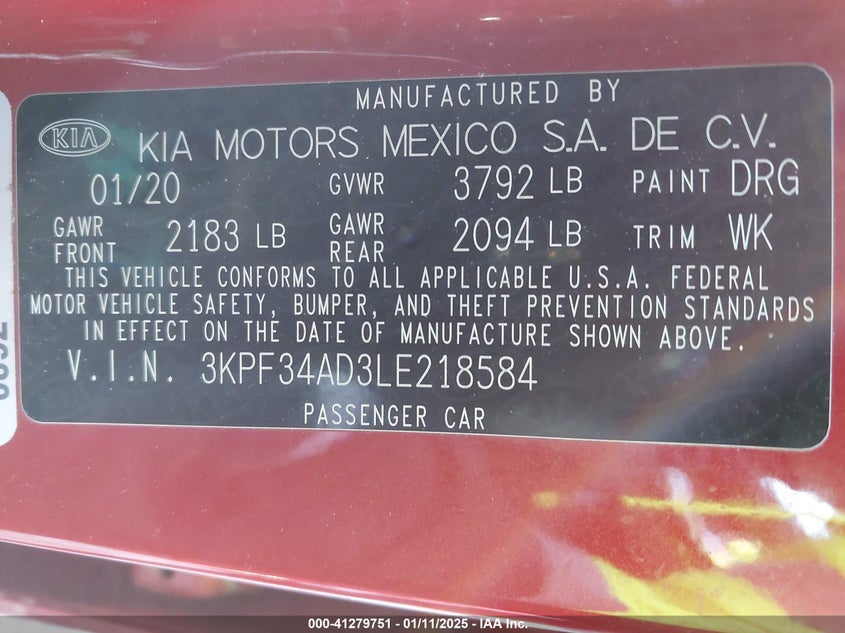 MANUFACTURED BY
KIA
KIA MOTORS MEXICO S.A. DE C.V.
01/20 GVWR 3792 LB PAINT DRG
GAWR FRONT 2183 LB GAWR REAR 2094 LB TRIM WK
THIS VEHICLE CONFORMS TO ALL APPLICABLE U.S.A. FEDERAL
MOTOR VEHICLE SAFETY, BUMPER, AND THEFT PREVENTION STANDARDS
IN EFFECT ON THE DATE OF MANUFACTURE SHOWN ABOVE.
V.I.N. 3KPF34AD3LE218584
PASSENGER CAR
000-41279751 - 01/11/2025 - IAA Inc.